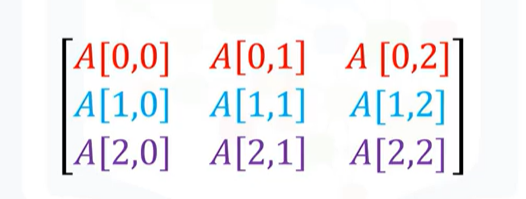 A[0,0] A[0,1] A [0,2]
A[1,0] A[1,1] A[1,2]
A[2,0] A[2,1] A[2,2]